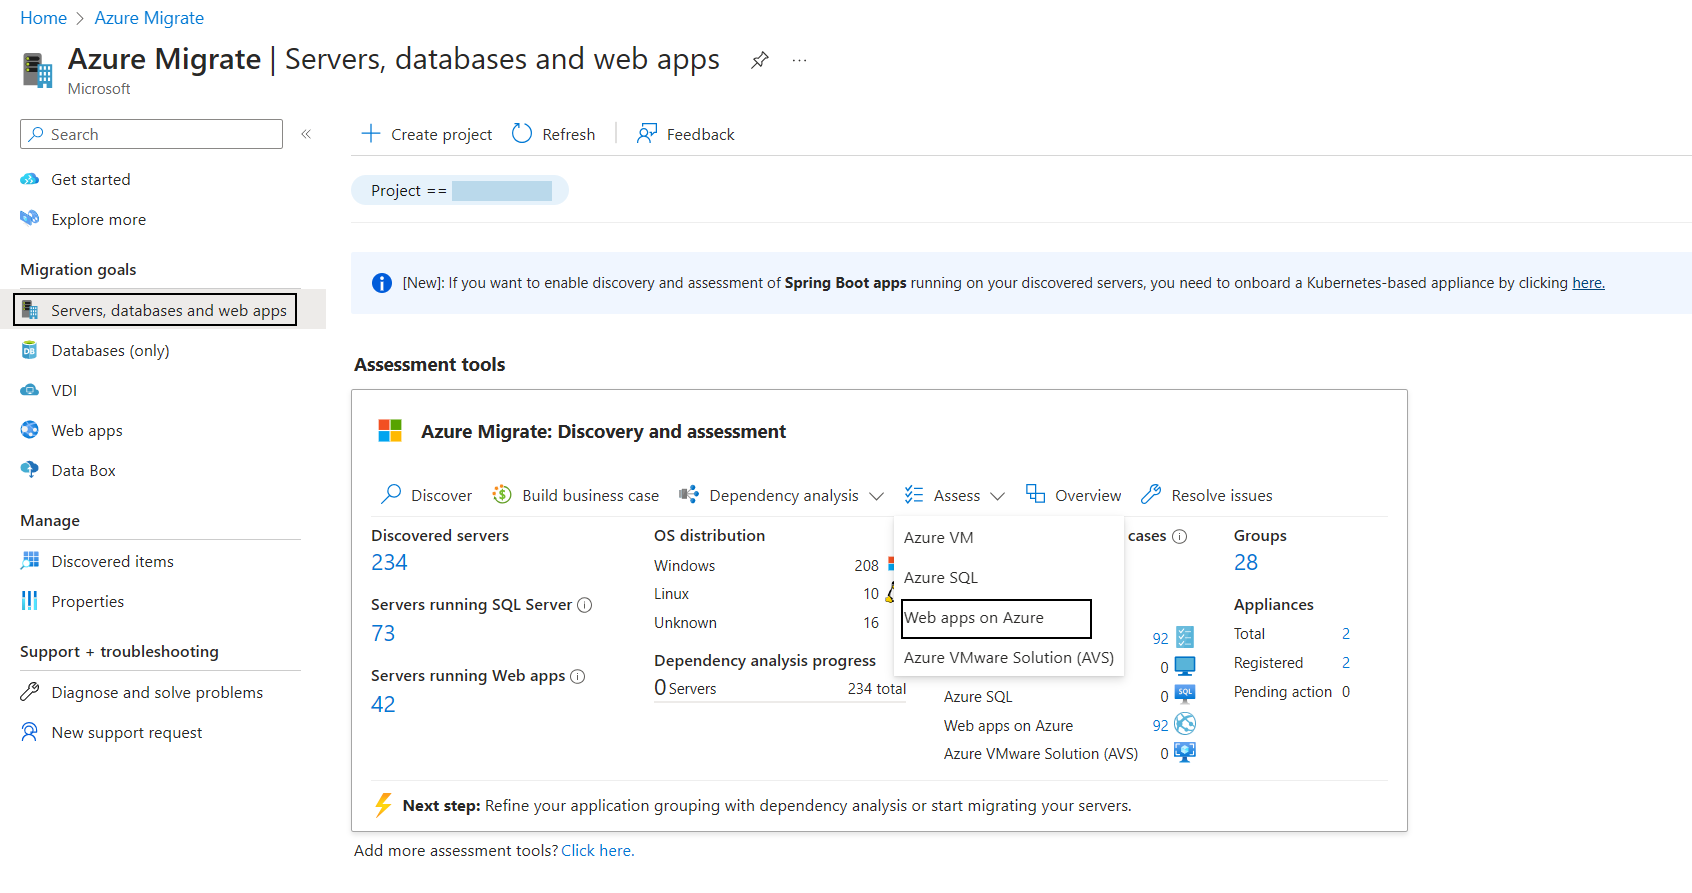 Home > Azure Migrate
Azure Migrate | Servers, databases and web apps
Microsoft
Search
Get started
Explore more
Migration goals
Servers, databases and web apps
Databases (only)
VDI
Web apps
Data Box
Manage
Discovered items
Properties
Support + troubleshooting
Diagnose and solve problems
New support request
Create project Refresh Feedback
Project ==
[New]: If you want to enable discovery and assessment of Spring Boot apps running on your discovered servers, you need to onboard a Kubernetes-based appliance by clicking here.
Assessment tools
Azure Migrate: Discovery and assessment
Discover Build business case Dependency analysis Assess Overview Resolve issues
Discovered servers
234
Servers running SQL Server
73
Servers running Web apps
42
OS distribution
Windows 208
Linux 10
Unknown 16
Dependency analysis progress
0 Servers 234 total
Azure VM
Azure SQL
Web apps on Azure
Azure VMware Solution (AVS)
cases
92
0
Azure SQL 0
Web apps on Azure 92
Azure VMware Solution (AVS) 0
Groups
28
Appliances
Total 2
Registered 2
Pending action 0
Next step: Refine your application grouping with dependency analysis or start migrating your servers.
Add more assessment tools? Click here.